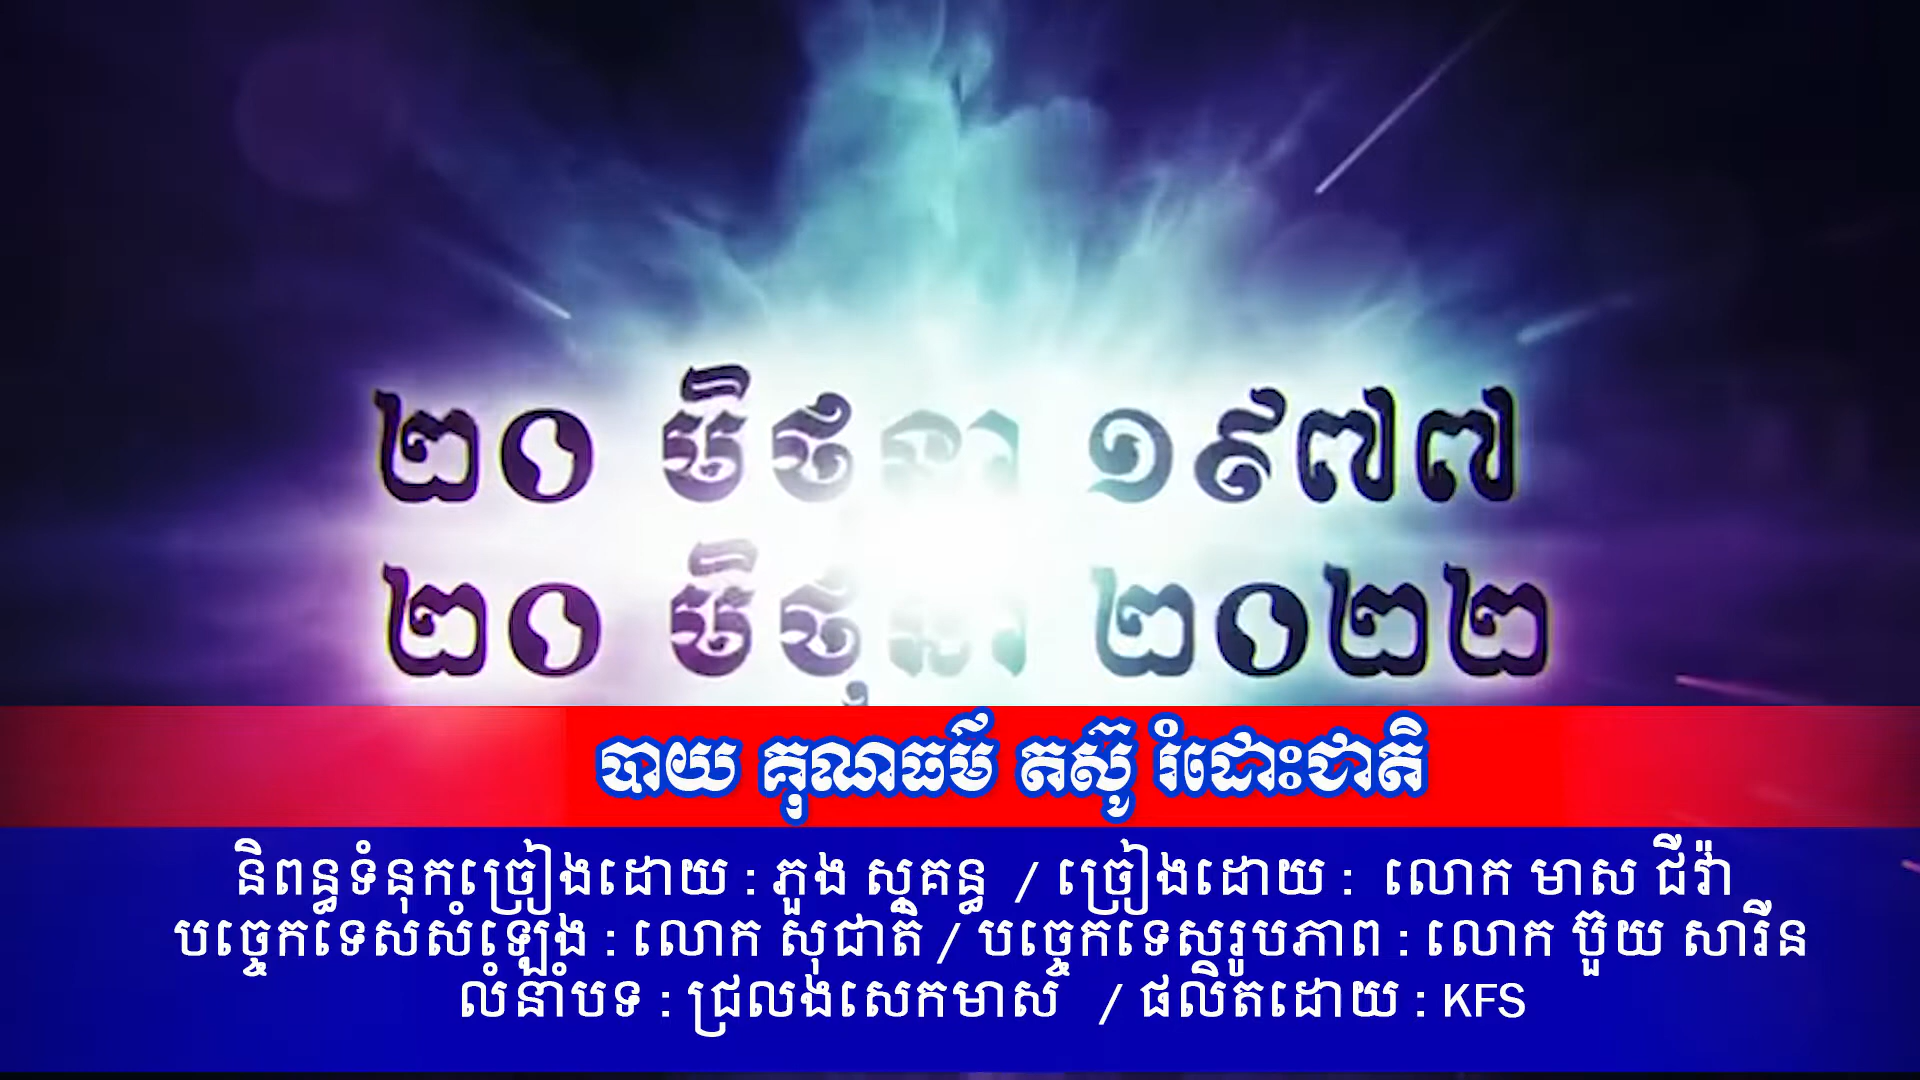 ២០ មិថុនា ១៩៧៧
២០ មិថុនា ២០២២
បាយ គុណធម៌ តស៊ូ រំដោះជាតិ
និពន្ធទំនុកច្រៀងដោយ : ភួង សុគន្ធ / ច្រៀងដោយ : លោក មាស ជីវ៉ា
បច្ចេកទេសសំឡេង : លោក សុជាតិ / បច្ចេកទេសរូបភាព : លោក ប៊ួយ សារីន
លំនាំបទ : ជ្រលងសេកមាស / ផលិតដោយ : KFS